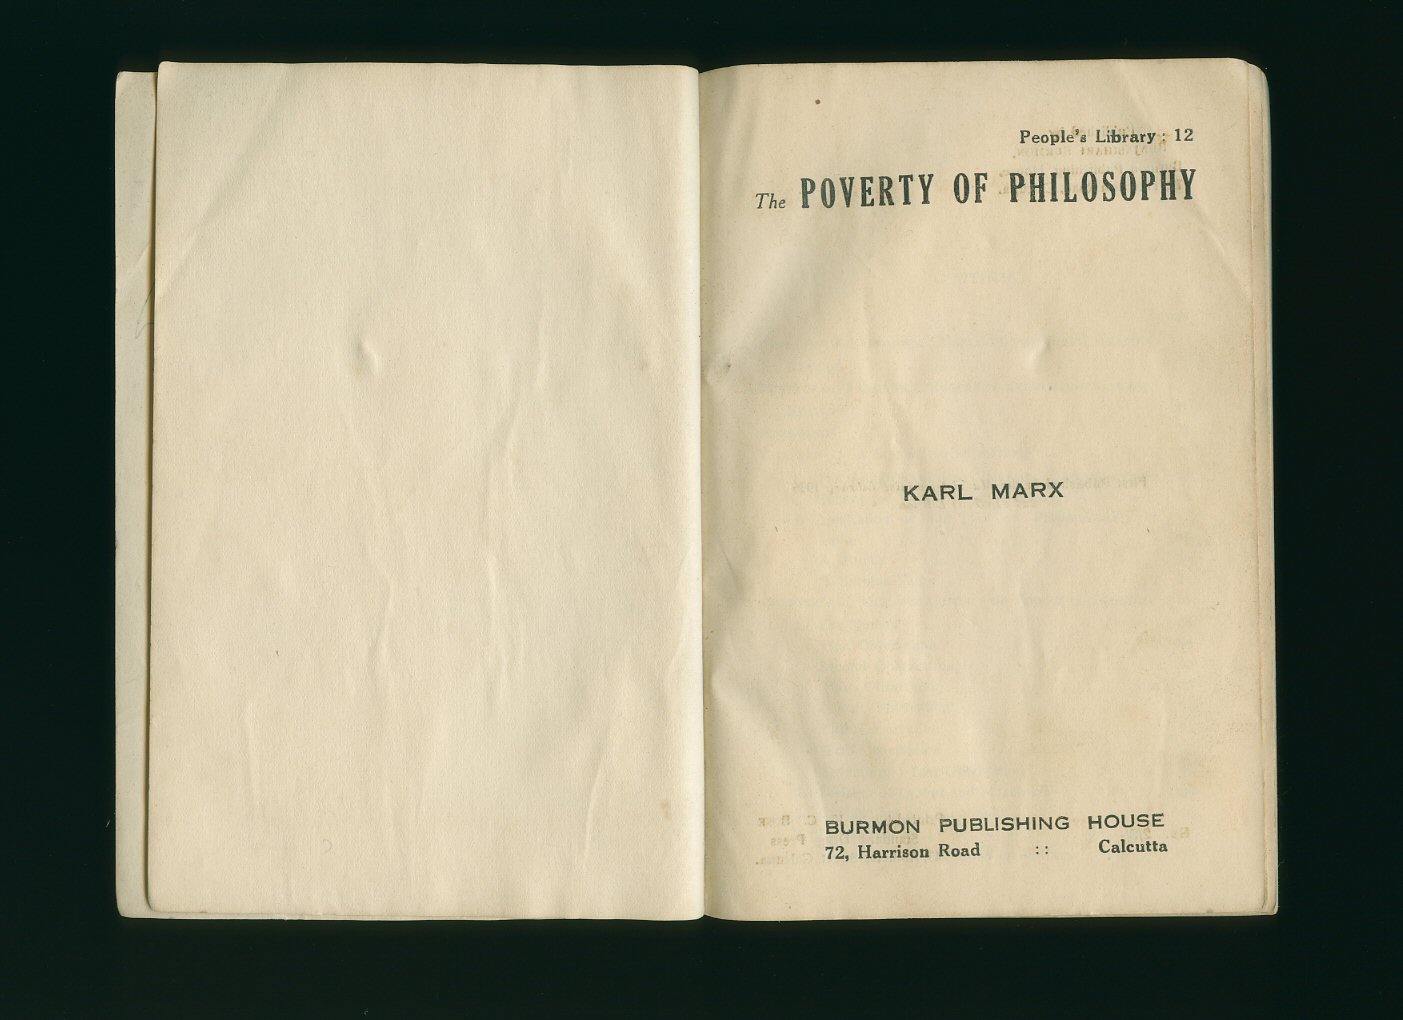 People's Library : 12
The POVERTY OF PHILOSOPHY
KARL MARX
BURMON PUBLISHING HOUSE
72, Harrison Road :: Calcutta